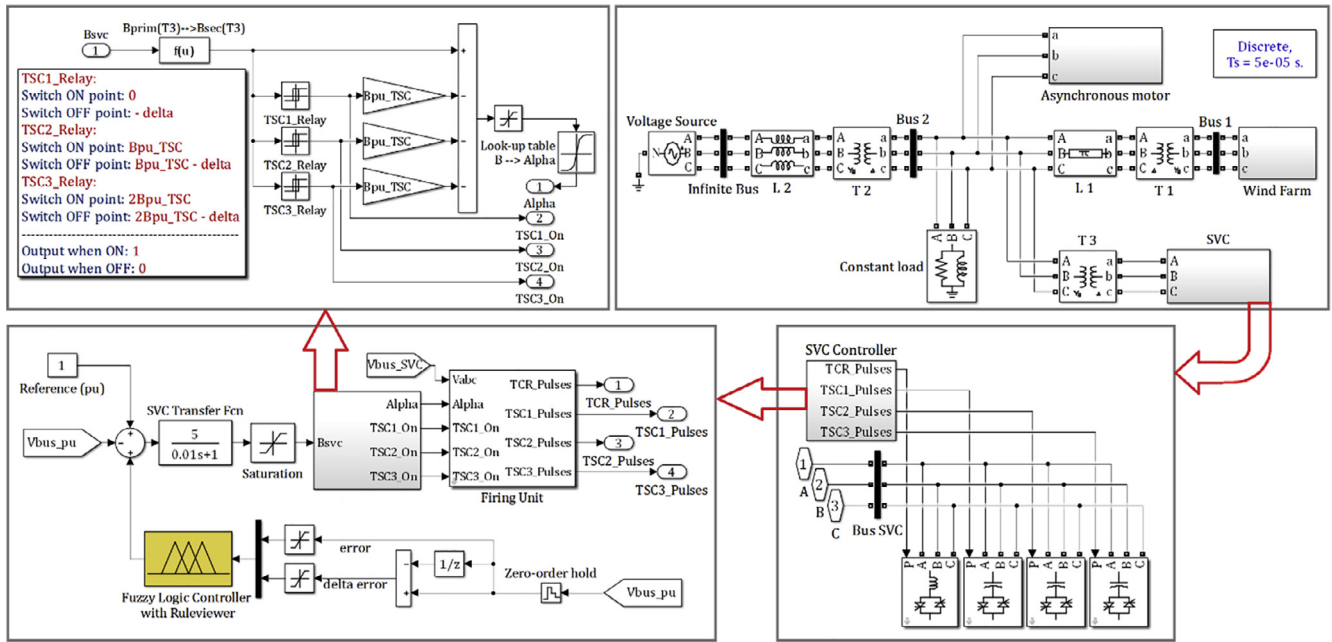 Bsvc
Bprim(T3)-->Bsec(T3)
1
f(u)
TSC1_Relay:
Switch ON point: 0
Switch OFF point: - delta
TSC2_Relay:
Switch ON point: Bpu_TSC
Switch OFF point: Bpu_TSC - delta
TSC3_Relay:
Switch ON point: 2Bpu_TSC
Switch OFF point: 2Bpu_TSC - delta
Output when ON: 1
Output when OFF: 0
TSC1_Relay
TSC2_Relay
TSC3_Relay
Bpu_TSC
Bpu_TSC
Bpu_TSC
+
−
−
−
Look-up table
B --> Alpha
1
Alpha
2
TSC1_On
3
TSC2_On
4
TSC3_On
Voltage Source
N
A
B
C
Infinite Bus
A
B
C
L 2
A
B
C
a
b
c
T 2
Bus 2
a
b
c
Asynchronous motor
Discrete,
Ts = 5e-05 s.
A
B
C
L 1
A
B
C
a
b
c
T 1
Bus 1
a
b
c
Wind Farm
A
B
C
Constant load
T 3
A
B
C
a
b
c
SVC
A
B
C
1
Reference (pu)
Vbus_pu
+
−
+
SVC Transfer Fcn
5
0.01s+1
Saturation
Bsvc
Alpha
TSC1_On
TSC2_On
TSC3_On
Vbus_SVC
Vabc
Alpha
TSC1_On
TSC2_On
TSC3_On
TCR_Pulses
TSC1_Pulses
TSC2_Pulses
TSC3_Pulses
Firing Unit
1
TCR_Pulses
2
TSC1_Pulses
3
TSC2_Pulses
4
TSC3_Pulses
Fuzzy Logic Controller
with Ruleviewer
error
delta error
−
+
1/z
Zero-order hold
Vbus_pu
SVC Controller
TCR_Pulses
TSC1_Pulses
TSC2_Pulses
TSC3_Pulses
1
A
2
B
3
C
Bus SVC
P
A
B
C
P
A
B
C
P
A
B
C
P
A
B
C